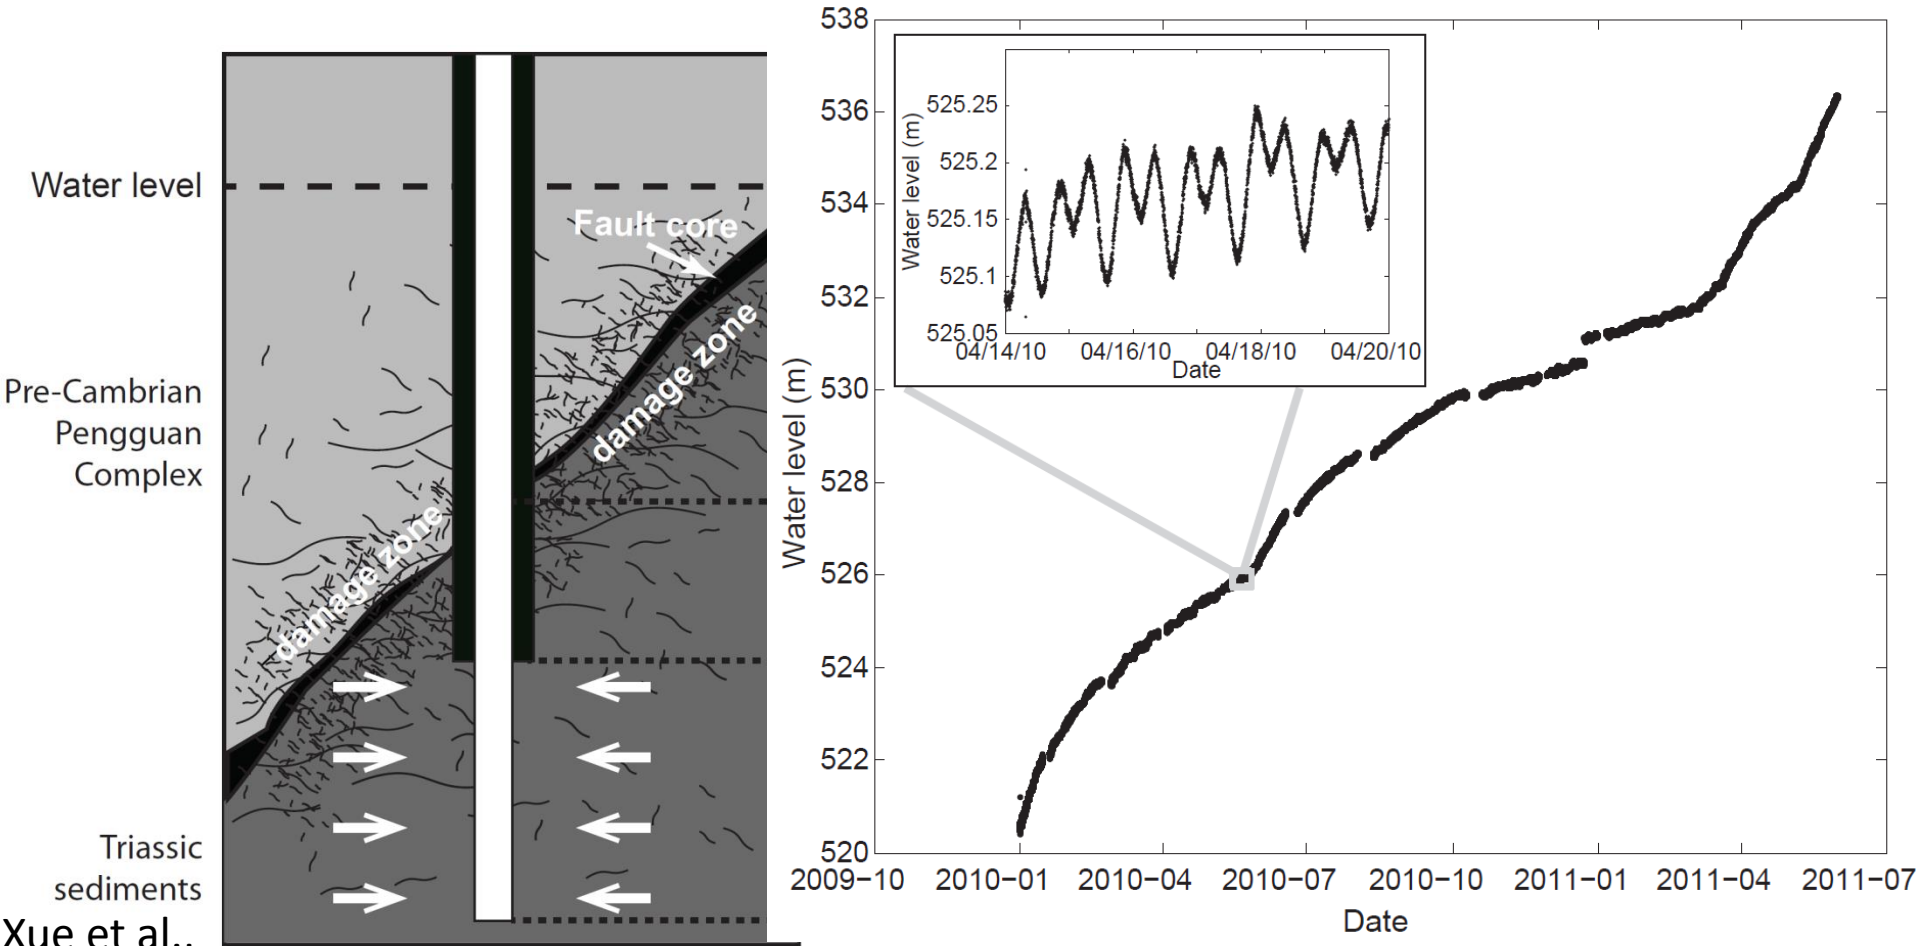 Water level
Fault core
damage zone
Pre-Cambrian
Pengguan
Complex
damage zone
Triassic
sediments
Xue et al..
538
536
534
532
530
528
526
524
522
520
Water level (m)
2009−10
2010−01
2010−04
2010−07
2010−10
2011−01
2011−04
2011−07
Date
525.25
525.2
525.15
525.1
525.05
Water level (m)
04/14/10
04/16/10
04/18/10
04/20/10
Date